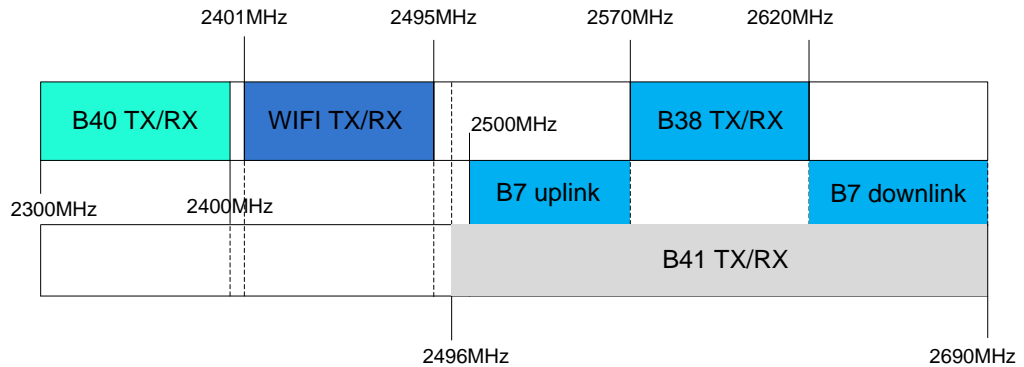 2401MHz 2495MHz 2570MHz 2620MHz
B40 TX/RX WIFI TX/RX B38 TX/RX
2500MHz
B7 uplink B7 downlink
2300MHz 2400MHz
B41 TX/RX
2496MHz 2690MHz